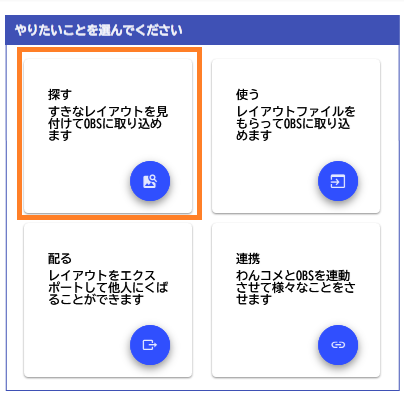 やりたいことを選んでください
探す
すきなレイアウトを見
付けてOBSに取り込め
ます
使う
レイアウトファイルを
もらってOBSに取り込
めます
配る
レイアウトをエクス
ポートして他人にくば
ることができます
連携
わんコメとOBSを連動
させて様々なことをさ
せます